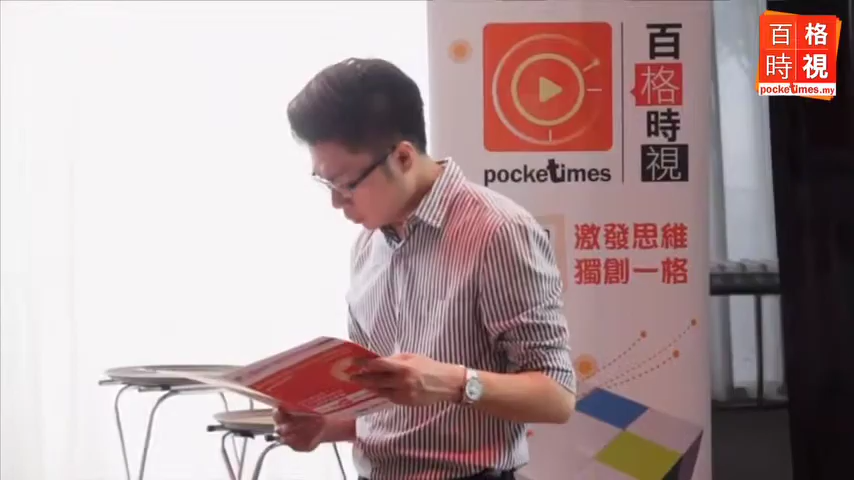 百格
時視
pocketimes.my
百
格
時
視
pocketimes
激發思維
獨創一格